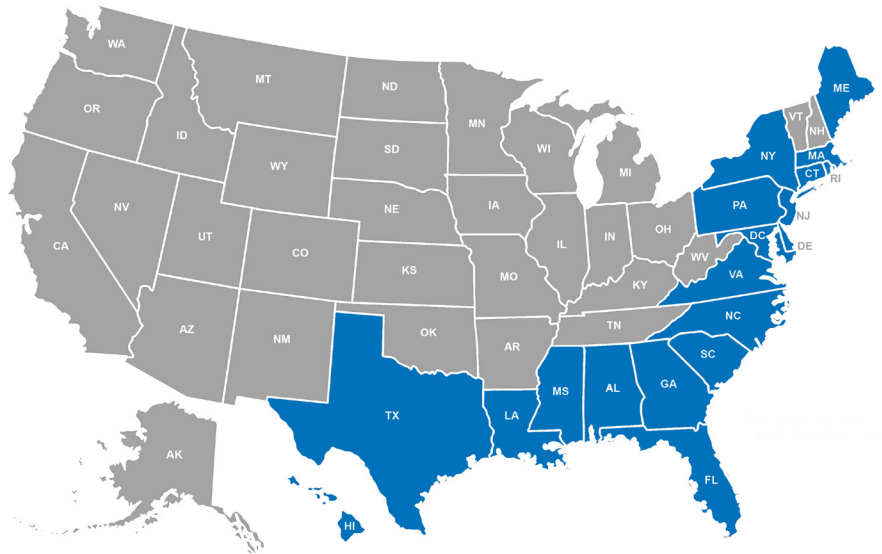 WA
MT
ND
MN
ME
OR
ID
SD
WI
VT
NH
WY
MI
NY
MA
CT
RI
NV
NE
IA
PA
NJ
CA
UT
CO
KS
IL
IN
OH
DC
DE
MO
WV
VA
KY
AZ
NM
OK
AR
TN
NC
SC
TX
LA
MS
AL
GA
AK
FL
HI